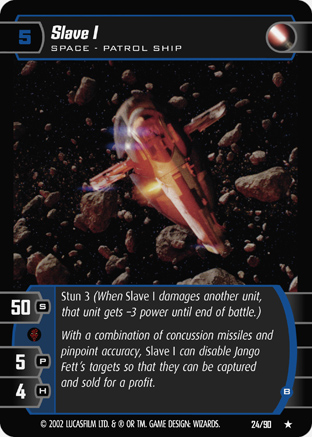 5 Slave I
SPACE - PATROL SHIP
50 S
5 P
4 H
Stun 3 (When Slave I damages another unit,
that unit gets -3 power until end of battle.)
With a combination of concussion missiles and
pinpoint accuracy, Slave I can disable Jango
Fett's targets so that they can be captured
and sold for a profit.
B
© 2002 LUCASFILM LTD. & ® OR TM. GAME DESIGN: WIZARDS. 24/90 ★